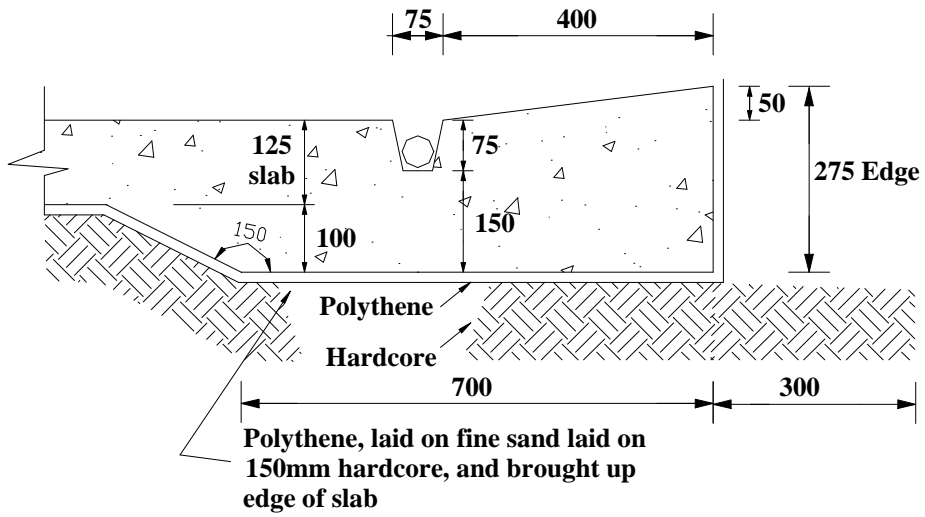 75
400
50
125
slab
75
275 Edge
150
100
150
Polythene
Hardcore
700
300
Polythene, laid on fine sand laid on
150mm hardcore, and brought up
edge of slab